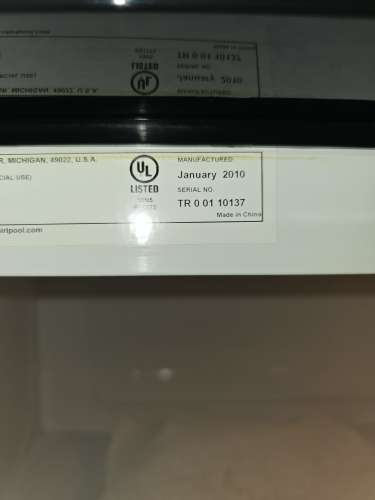 R, MICHIGAN, 49022, U.S.A.
CIAL USE)
rlpool.com
UL
LISTED
MANUFACTURED:
January 2010
SERIAL NO.
TR 0 01 10137
Made in China